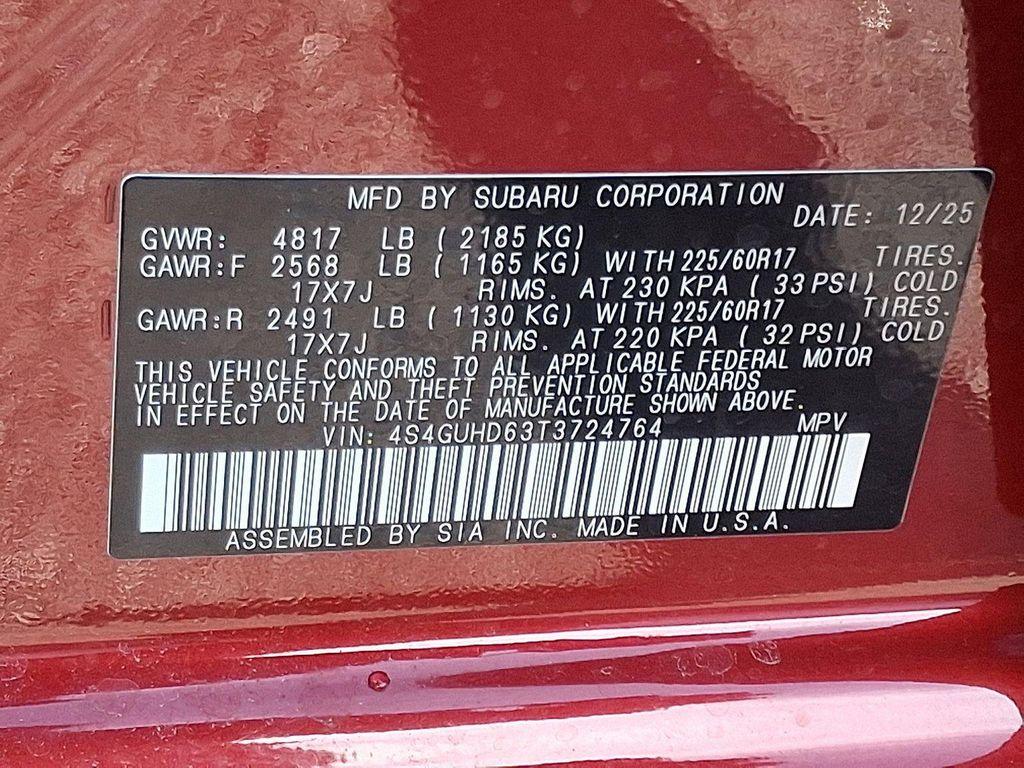 MFD BY SUBARU CORPORATION
DATE: 12/25
GVWR: 4817 LB ( 2185 KG)
GAWR:F 2568 LB ( 1165 KG) WITH 225/60R17 TIRES.
17X7J RIMS. AT 230 KPA ( 33 PSI) COLD
GAWR:R 2491 LB ( 1130 KG) WITH 225/60R17 TIRES.
17X7J RIMS. AT 220 KPA ( 32 PSI) COLD
THIS VEHICLE CONFORMS TO ALL APPLICABLE FEDERAL MOTOR
VEHICLE SAFETY AND THEFT PREVENTION STANDARDS
IN EFFECT ON THE DATE OF MANUFACTURE SHOWN ABOVE.
VIN: 4S4GUHD63T3724764 MPV
ASSEMBLED BY SIA INC. MADE IN U.S.A.